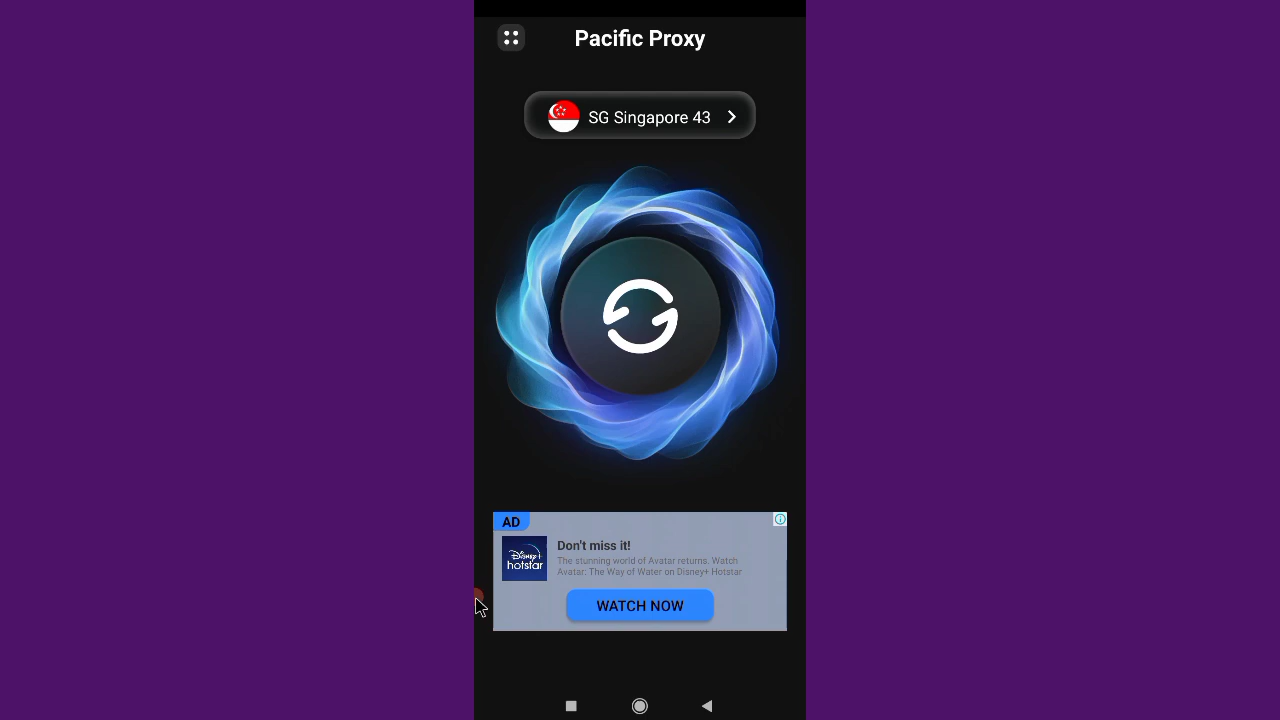 Pacific Proxy
SG Singapore 43
AD
Don't miss it!
The stunning world of Avatar returns. Watch
Avatar: The Way of Water on Disney+ Hotstar
Disney+
hotstar
WATCH NOW